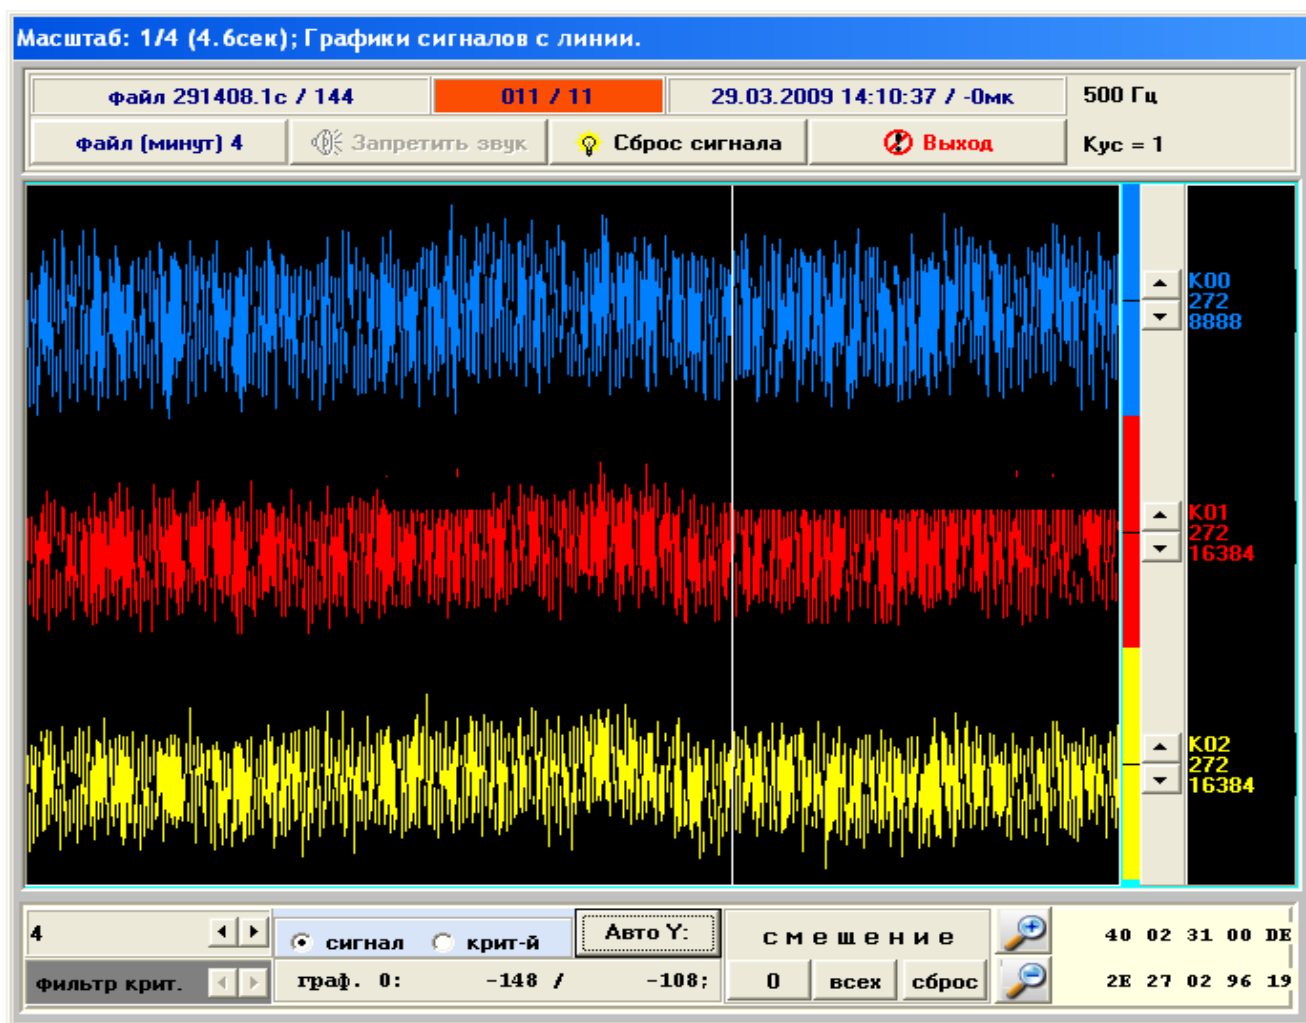 Масштаб: 1/4 (4.6сек); Графики сигналов с линии.
файл 291408.1c / 144
011 / 11
29.03.2009 14:10:37 / -0мк
500 Гц
файл (минут) 4
Запретить звук
Сброс сигнала
Выход
Кус = 1
K00
272
8888
K01
272
16384
K02
272
16384
4
сигнал
крит-й
Авто Y:
смешение
40 02 31 00 DE
фильтр крит.
граф. 0: -148 / -108;
0
всех
сброс
2E 27 02 96 19